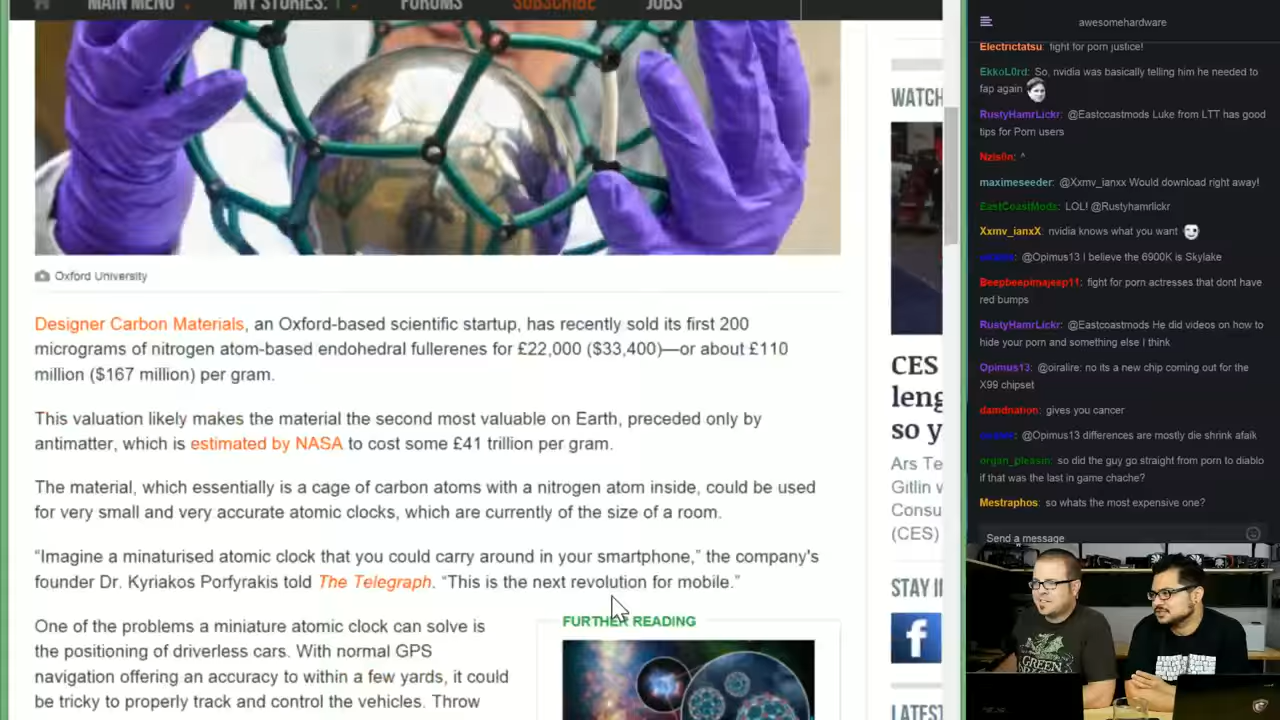 MAIN MENU
MY STORIES: 1
FORUMS
SUBSCRIBE
JOBS
Oxford University
Designer Carbon Materials, an Oxford-based scientific startup, has recently sold its first 200
micrograms of nitrogen atom-based endohedral fullerenes for £22,000 ($33,400)—or about £110
million ($167 million) per gram.
This valuation likely makes the material the second most valuable on Earth, preceded only by
antimatter, which is estimated by NASA to cost some £41 trillion per gram.
The material, which essentially is a cage of carbon atoms with a nitrogen atom inside, could be used
for very small and very accurate atomic clocks, which are currently of the size of a room.
“Imagine a minaturised atomic clock that you could carry around in your smartphone,” the company's
founder Dr. Kyriakos Porfyrakis told The Telegraph. “This is the next revolution for mobile.”
One of the problems a miniature atomic clock can solve is
the positioning of driverless cars. With normal GPS
navigation offering an accuracy to within a few yards, it could
be tricky to properly track and control the vehicles. Throw
FURTHER READING
WATCH
CES
leng
so y
Ars Te
Gitlin w
Consu
(CES)
STAY I
f
LATEST
awesomehardware
Electrictatsu: fight for porn justice!
EkkoL0rd: So, nvidia was basically telling him he needed to
fap again
RustyHamrLickr: @Eastcoastmods Luke from LTT has good
tips for Porn users
Nzls0n: ^
maximeseeder: @Xxmv_ianxx Would download right away!
EastCoastMods: LOL! @Rustyhamrlickr
Xxmv_ianxX: nvidia knows what you want
@Opimus13 I believe the 6900K is Skylake
Beepbeepimajeep11: fight for porn actresses that dont have
red bumps
RustyHamrLickr: @Eastcoastmods He did videos on how to
hide your porn and something else I think
Opimus13: @oiralire: no its a new chip coming out for the
X99 chipset
damdnation: gives you cancer
@Opimus13 differences are mostly die shrink afaik
organ_pleasin: so did the guy go straight from porn to diablo
if that was the last in game chache?
Mestraphos: so whats the most expensive one?
Send a message
GREEN